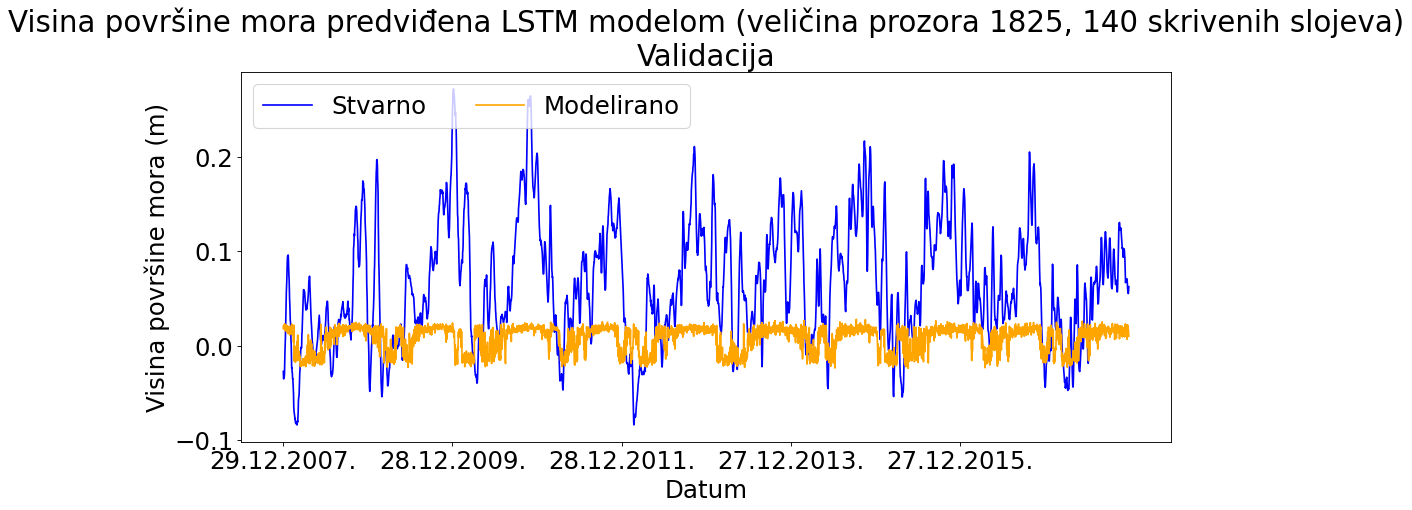 Visina površine mora predviđena LSTM modelom (veličina prozora 1825, 140 skrivenih slojeva)
Validacija
Stvarno Modelirano
Visina površine mora (m)
0.2
0.1
0.0
−0.1
29.12.2007. 28.12.2009. 28.12.2011. 27.12.2013. 27.12.2015.
Datum